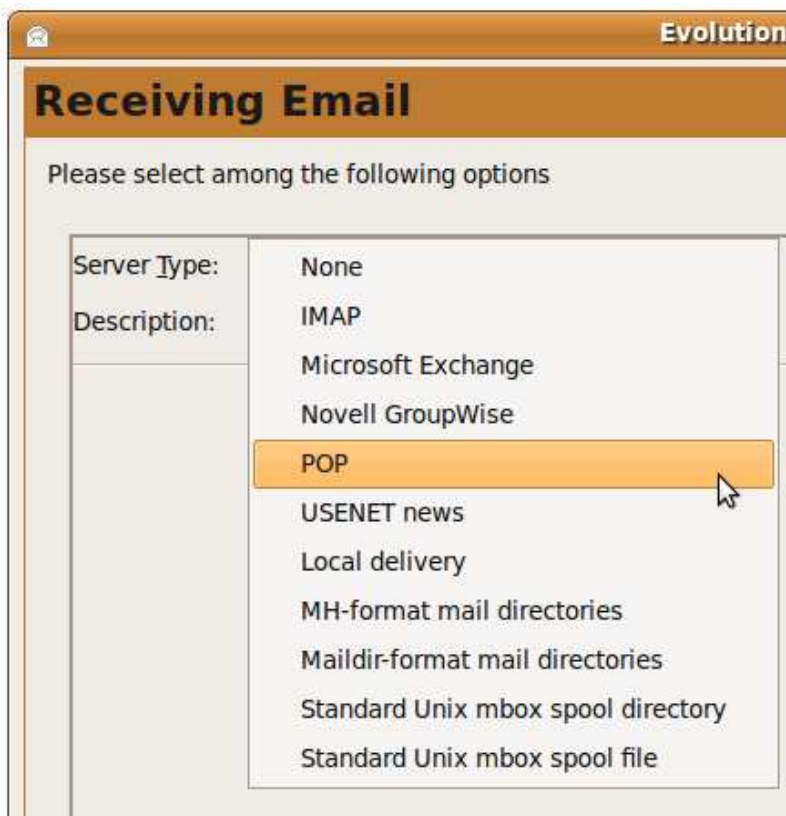 Evolution
Receiving Email
Please select among the following options
Server Type:
Description:
None
IMAP
Microsoft Exchange
Novell GroupWise
POP
USENET news
Local delivery
MH-format mail directories
Maildir-format mail directories
Standard Unix mbox spool directory
Standard Unix mbox spool file